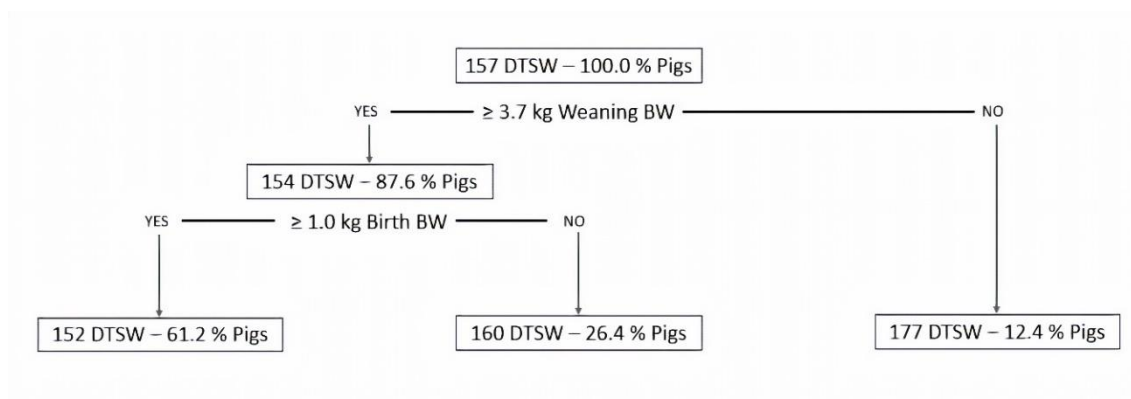 157 DTSW – 100.0 % Pigs
YES
≥ 3.7 kg Weaning BW
NO
154 DTSW – 87.6 % Pigs
YES
≥ 1.0 kg Birth BW
NO
152 DTSW – 61.2 % Pigs
160 DTSW – 26.4 % Pigs
177 DTSW – 12.4 % Pigs